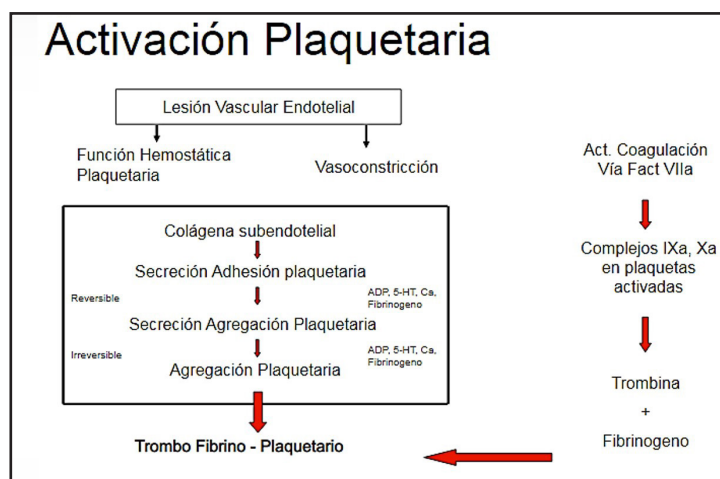 Activación Plaquetaria
Lesión Vascular Endotelial
Función Hemostática
Plaquetaria
Vasoconstricción
Colágena subendotelial
Secreción Adhesión plaquetaria
Reversible
ADP, 5-HT, Ca,
Fibrinogeno
Secreción Agregación Plaquetaria
Irreversible
ADP, 5-HT, Ca,
Fibrinogeno
Agregación Plaquetaria
Trombo Fibrino - Plaquetario
Act. Coagulación
Vía Fact VIIa
Complejos IXa, Xa
en plaquetas
activadas
Trombina
+
Fibrinogeno